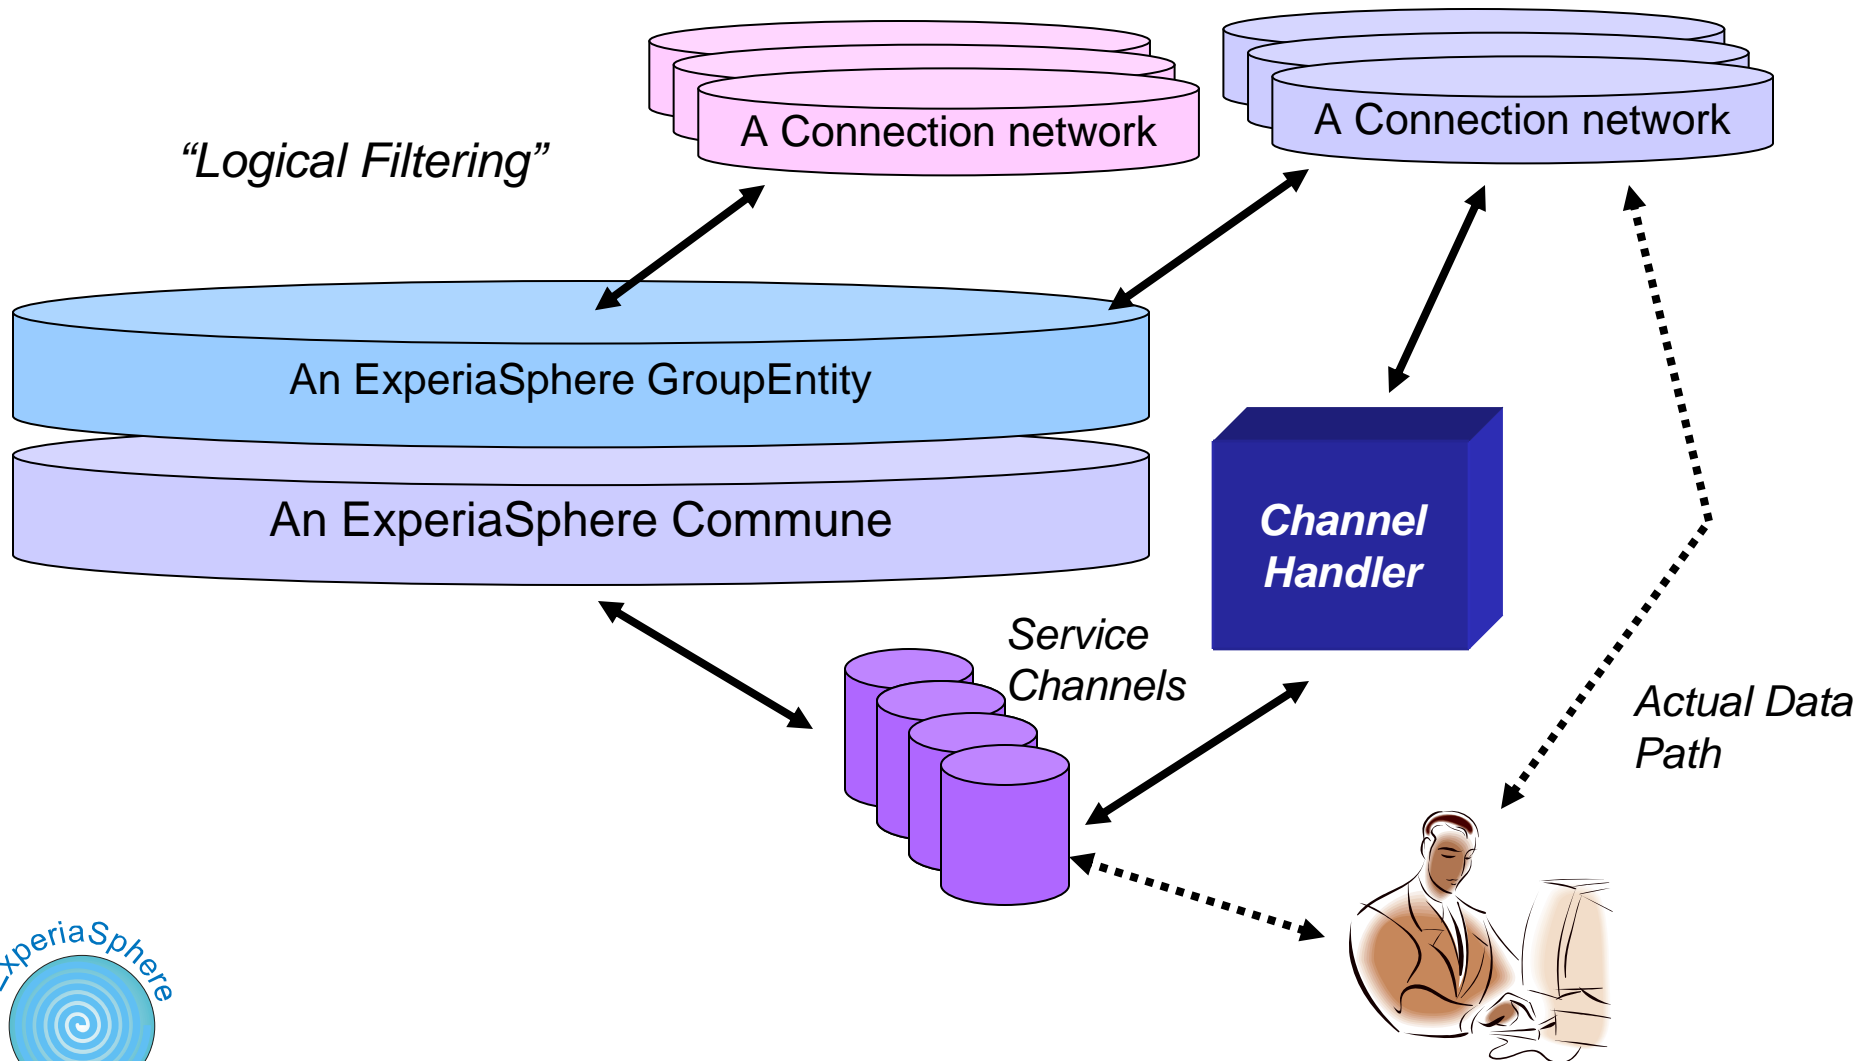 A Connection network
A Connection network
“Logical Filtering”
An ExperiaSphere GroupEntity
An ExperiaSphere Commune
Channel
Handler
Service
Channels
Actual Data
Path
ExperiaSphere